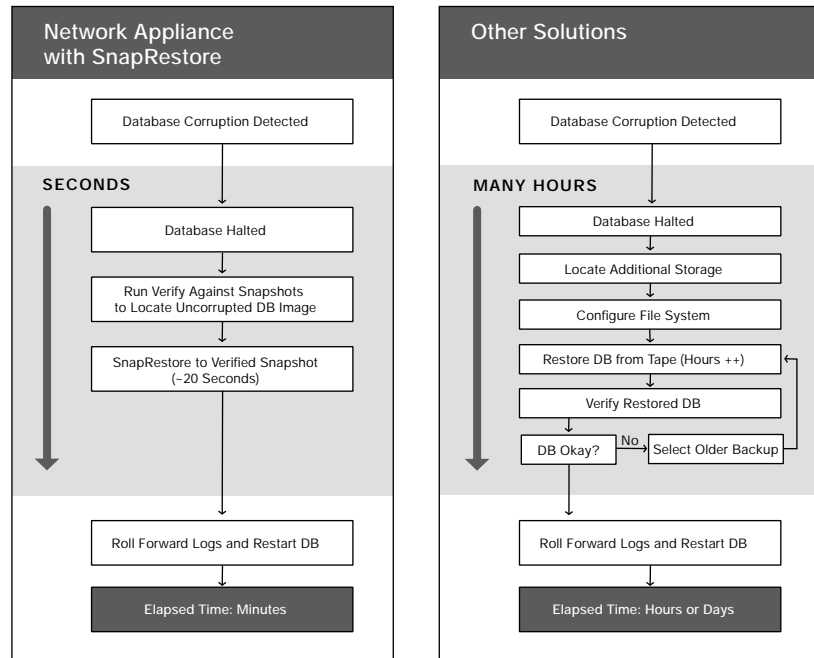 Network Appliance
with SnapRestore
Database Corruption Detected
SECONDS
Database Halted
Run Verify Against Snapshots
to Locate Uncorrupted DB Image
SnapRestore to Verified Snapshot
(~20 Seconds)
Roll Forward Logs and Restart DB
Elapsed Time: Minutes
Other Solutions
Database Corruption Detected
MANY HOURS
Database Halted
Locate Additional Storage
Configure File System
Restore DB from Tape (Hours ++)
Verify Restored DB
DB Okay?
No
Select Older Backup
Roll Forward Logs and Restart DB
Elapsed Time: Hours or Days